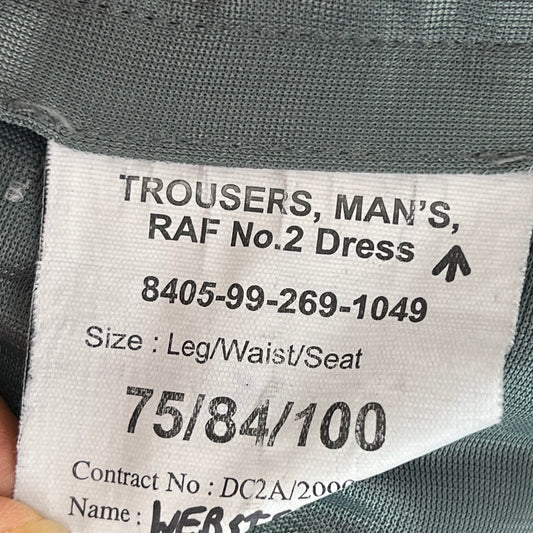 TROUSERS, MAN'S,
RAF No.2 Dress
8405-99-269-1049
Size : Leg/Waist/Seat
75/84/100
Contract No : DC2A/200
Name :